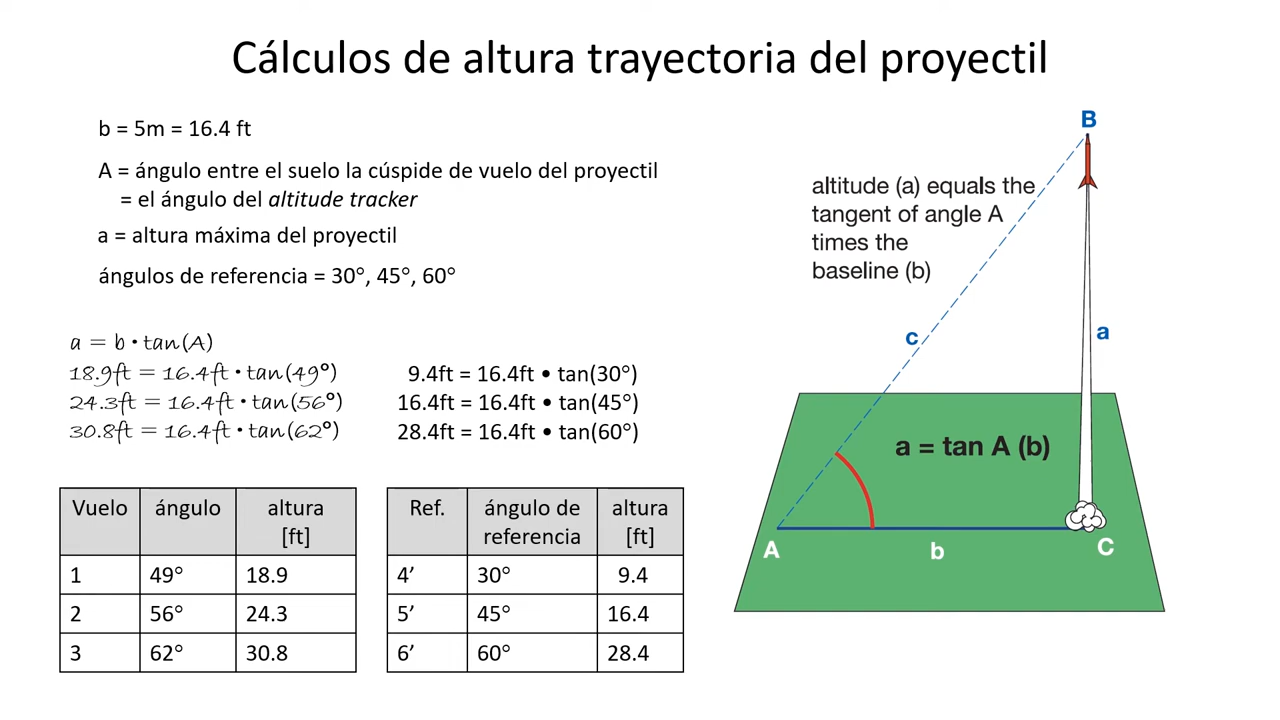 Cálculos de altura trayectoria del proyectil
b = 5m = 16.4 ft
A = ángulo entre el suelo la cúspide de vuelo del proyectil
= el ángulo del altitude tracker
a = altura máxima del proyectil
ángulos de referencia = 30°, 45°, 60°
a = b • tan(A)
18.9ft = 16.4ft • tan(49°)
24.3ft = 16.4ft • tan(56°)
30.8ft = 16.4ft • tan(62°)
9.4ft = 16.4ft • tan(30°)
16.4ft = 16.4ft • tan(45°)
28.4ft = 16.4ft • tan(60°)
Vuelo ángulo altura
[ft]
1 49° 18.9
2 56° 24.3
3 62° 30.8
Ref. ángulo de altura
referencia [ft]
4’ 30° 9.4
5’ 45° 16.4
6’ 60° 28.4
B
altitude (a) equals the
tangent of angle A
times the
baseline (b)
c
a
a = tan A (b)
A
b
C